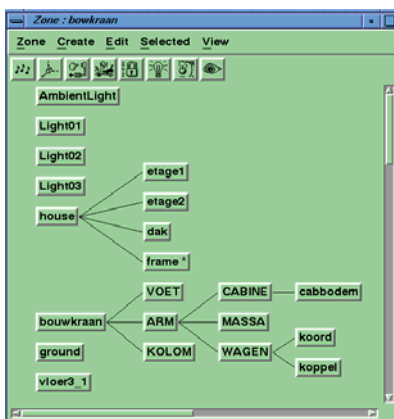 Zone : bowkraan
Zone Create Edit Selected View
AmbientLight
Light01
Light02
Light03
house
etage1
etage2
dak
frame *
bouwkraan
VOET
ARM
KOLOM
CABINE
MASSA
WAGEN
cabbodem
koord
koppel
ground
vloer3_1